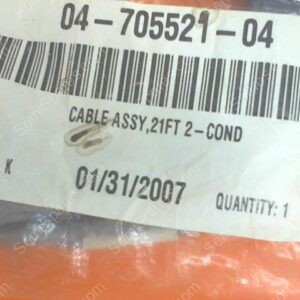 04-705521-04
CABLE ASSY,21FT 2-COND
K
01/31/2007
QUANTITY: 1